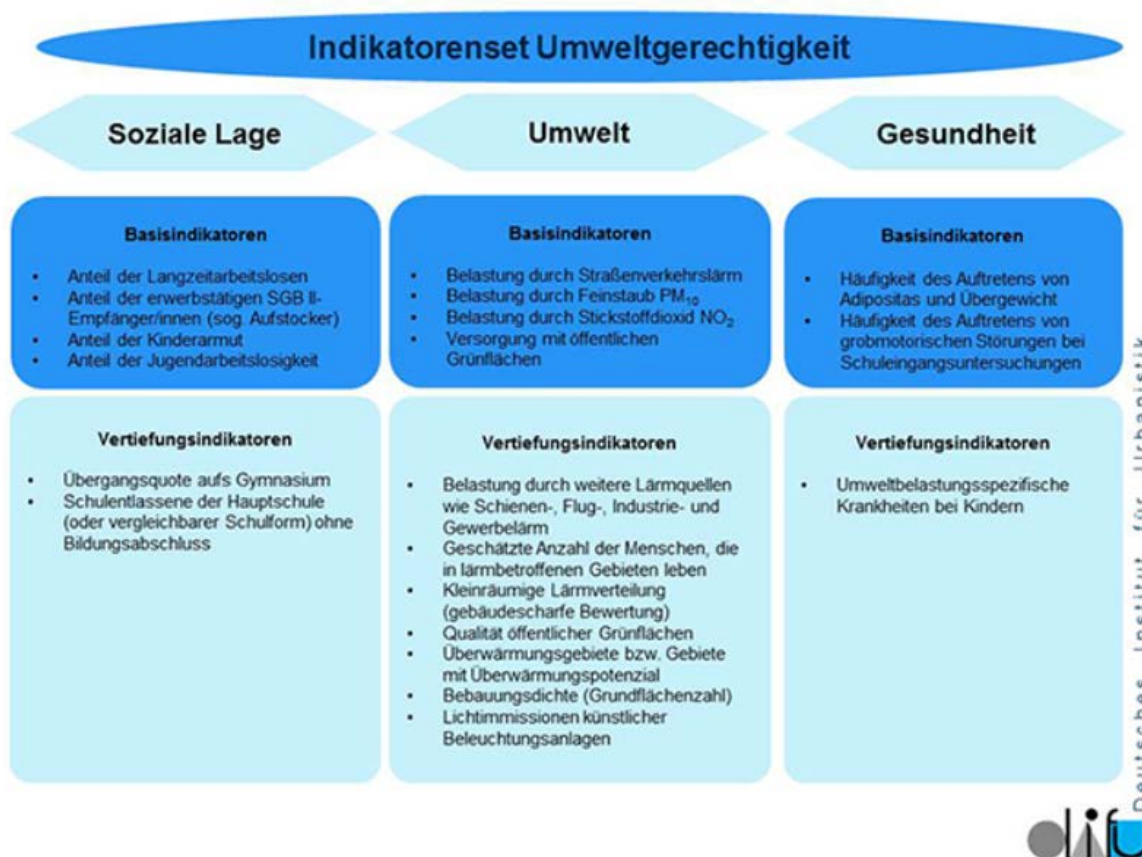 Indikatorenset Umweltgerechtigkeit
Soziale Lage
Basisindikatoren
• Anteil der Langzeitarbeitslosen
• Anteil der erwerbstätigen SGB II-
Empfänger/innen (sog. Aufstocker)
• Anteil der Kinderarmut
• Anteil der Jugendarbeitslosigkeit
Vertiefungsindikatoren
• Übergangsquote aufs Gymnasium
• Schulentlassene der Hauptschule
(oder vergleichbarer Schulform) ohne
Bildungsabschluss
Umwelt
Basisindikatoren
• Belastung durch Straßenverkehrslärm
• Belastung durch Feinstaub PM₁₀
• Belastung durch Stickstoffdioxid NO₂
• Versorgung mit öffentlichen
Grünflächen
Vertiefungsindikatoren
• Belastung durch weitere Lärmquellen
wie Schienen-, Flug-, Industrie- und
Gewerbelärm
• Geschätzte Anzahl der Menschen, die
in lärmbetroffenen Gebieten leben
• Kleinräumige Lärmverteilung
(gebäudescharfe Bewertung)
• Qualität öffentlicher Grünflächen
• Überwärmungsgebiete bzw. Gebiete
mit Überwärmungspotenzial
• Bebauungsdichte (Grundflächenzahl)
• Lichtimmissionen künstlicher
Beleuchtungsanlagen
Gesundheit
Basisindikatoren
• Häufigkeit des Auftretens von
Adipositas und Übergewicht
• Häufigkeit des Auftretens von
grobmotorischen Störungen bei
Schuleingangsuntersuchungen
Vertiefungsindikatoren
• Umweltbelastungsspezifische
Krankheiten bei Kindern
Deutsches Institut für Urbanistik
difu